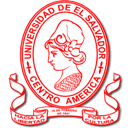 UNIVERSIDAD DE EL SALVADOR
CENTRO AMERICA
HACIA LA
LIBERTAD
POR LA
CULTURA